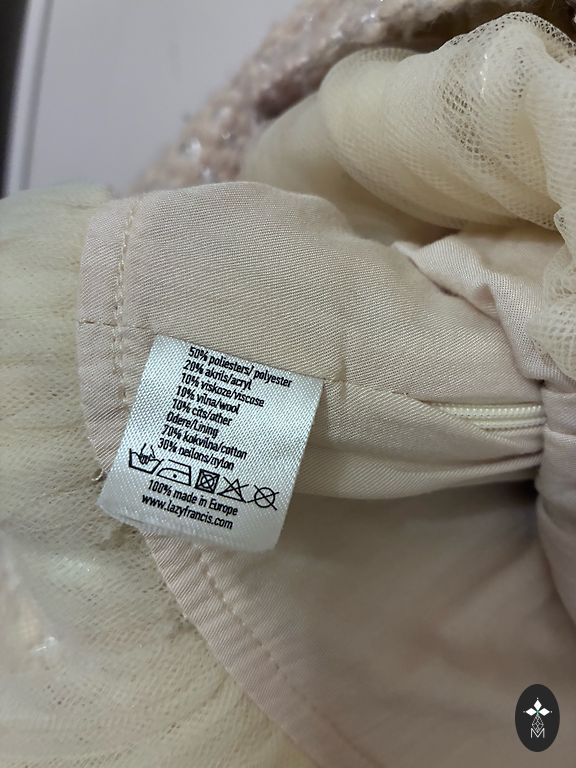 50% poliesters/polyester
20% akrils/acryl
10% viskoze/viscose
10% vilna/wool
10% cits/other
Odere/Lining
70% kokvilna/cotton
30% neilons/nylon
100% made in Europe
www.lazyfrancis.com
M